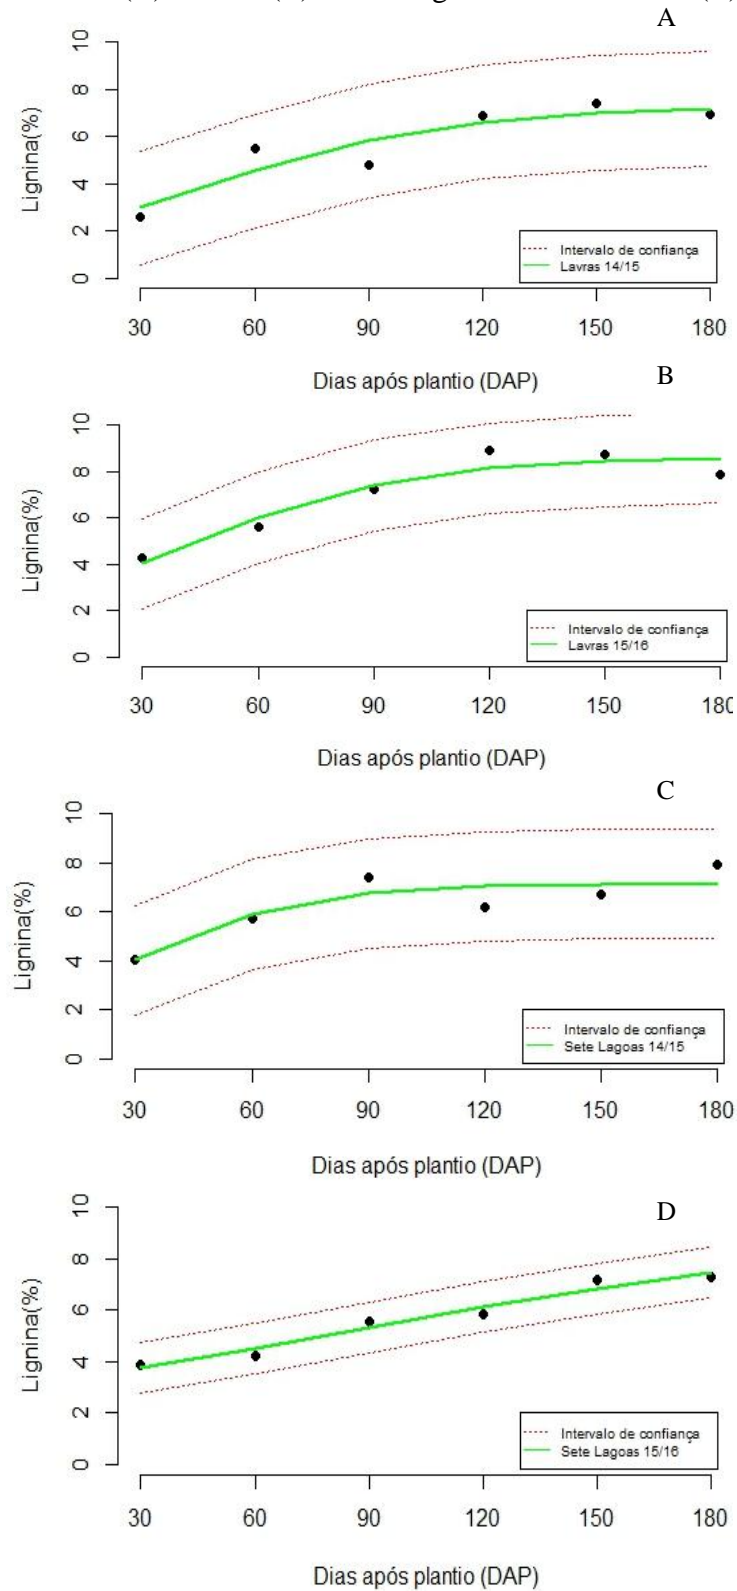 A
10
8
6
4
2
0
Lignina(%)
Intervalo de confiança
Lavras 14/15
30 60 90 120 150 180
Dias após plantio (DAP)
B
10
8
6
4
2
0
Lignina(%)
Intervalo de confiança
Lavras 15/16
30 60 90 120 150 180
Dias após plantio (DAP)
C
10
8
6
4
2
0
Lignina(%)
Intervalo de confiança
Sete Lagoas 14/15
30 60 90 120 150 180
Dias após plantio (DAP)
D
10
8
6
4
2
0
Lignina(%)
Intervalo de confiança
Sete Lagoas 15/16
30 60 90 120 150 180
Dias após plantio (DAP)